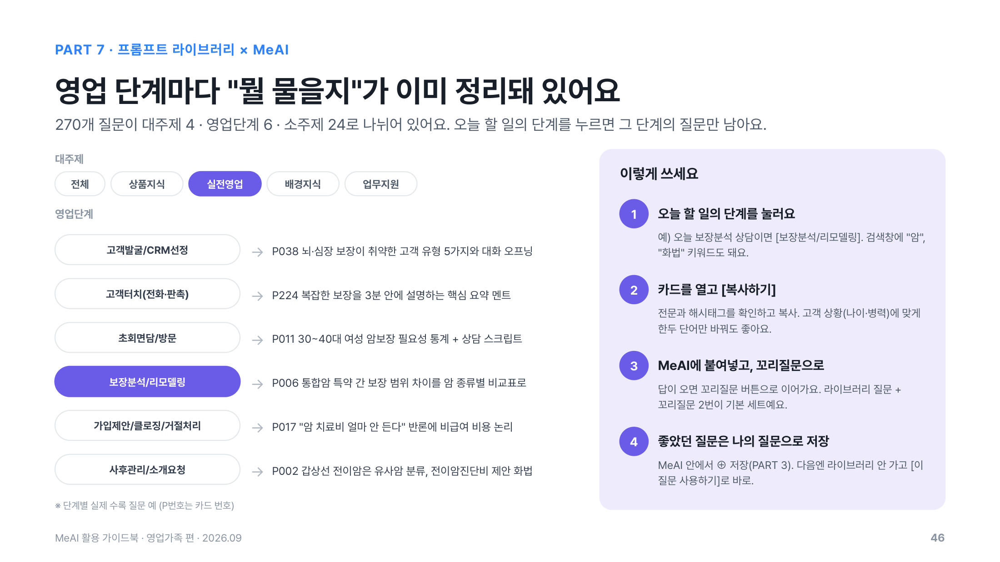 PART 7 · 프롬프트 라이브러리 × MeAI
영업 단계마다 "뭘 물을지"가 이미 정리돼 있어요
270개 질문이 대주제 4 · 영업단계 6 · 소주제 24로 나뉘어 있어요. 오늘 할 일의 단계를 누르면 그 단계의 질문만 남아요.
대주제
전체
상품지식
실전영업
배경지식
업무지원
영업단계
고객발굴/CRM선정
→ P038 뇌·심장 보장이 취약한 고객 유형 5가지와 대화 오프닝
고객터치(전화·판촉)
→ P224 복잡한 보장을 3분 안에 설명하는 핵심 요약 멘트
초회면담/방문
→ P011 30~40대 여성 암보장 필요성 통계 + 상담 스크립트
보장분석/리모델링
→ P006 통합암 특약 간 보장 범위 차이를 암 종류별 비교표로
가입제안/클로징/거절처리
→ P017 "암 치료비 얼마 안 든다" 반론에 비급여 비용 논리
사후관리/소개요청
→ P002 갑상선 전이암은 유사암 분류, 전이암진단비 제안 화법
※ 단계별 실제 수록 질문 예 (P번호는 카드 번호)
이렇게 쓰세요
1 오늘 할 일의 단계를 눌러요
예) 오늘 보장분석 상담이면 [보장분석/리모델링]. 검색창에 "암",
"화법" 키워드도 돼요.
2 카드를 열고 [복사하기]
전문과 해시태그를 확인하고 복사. 고객 상황(나이·병력)에 맞게
한두 단어만 바꿔도 좋아요.
3 MeAI에 붙여넣고, 꼬리질문으로
답이 오면 꼬리질문 버튼으로 이어가요. 라이브러리 질문 +
꼬리질문 2번이 기본 세트예요.
4 좋았던 질문은 나의 질문으로 저장
MeAI 안에서 ⊕ 저장(PART 3). 다음엔 라이브러리 안 가고 [이
질문 사용하기]로 바로.
MeAI 활용 가이드북 · 영업가족 편 · 2026.09
46